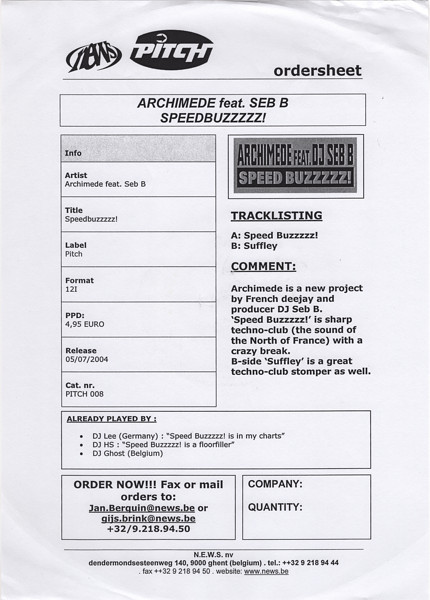 news PITCH
ordersheet
ARCHIMEDE feat. SEB B
SPEEDBUZZZZZ!
Info
Artist
Archimede feat. Seb B
Title
Speedbuzzzzz!
Label
Pitch
Format
12I
PPD:
4,95 EURO
Release
05/07/2004
Cat. nr.
PITCH 008
ARCHIMEDE FEAT. DJ SEB B
SPEED BUZZZZZ!
TRACKLISTING
A: Speed Buzzzzz!
B: Suffley
COMMENT:
Archimede is a new project
by French deejay and
producer DJ Seb B.
‘Speed Buzzzzz!’ is sharp
techno-club (the sound of
the North of France) with a
crazy break.
B-side ‘Suffley’ is a great
techno-club stomper as well.
ALREADY PLAYED BY :
• DJ Lee (Germany) : “Speed Buzzzzz! is in my charts”
• DJ HS : “Speed Buzzzzz! is a floorfiller”
• DJ Ghost (Belgium)
ORDER NOW!!! Fax or mail
orders to:
Jan.Berquin@news.be or
gijs.brink@news.be
+32/9.218.94.50
COMPANY:
QUANTITY:
N.E.W.S. nv
dendermondsesteenweg 140, 9000 ghent (belgium) . tel.: ++32 9 218 94 44
. fax ++32 9 218 94 50 . website: www.news.be